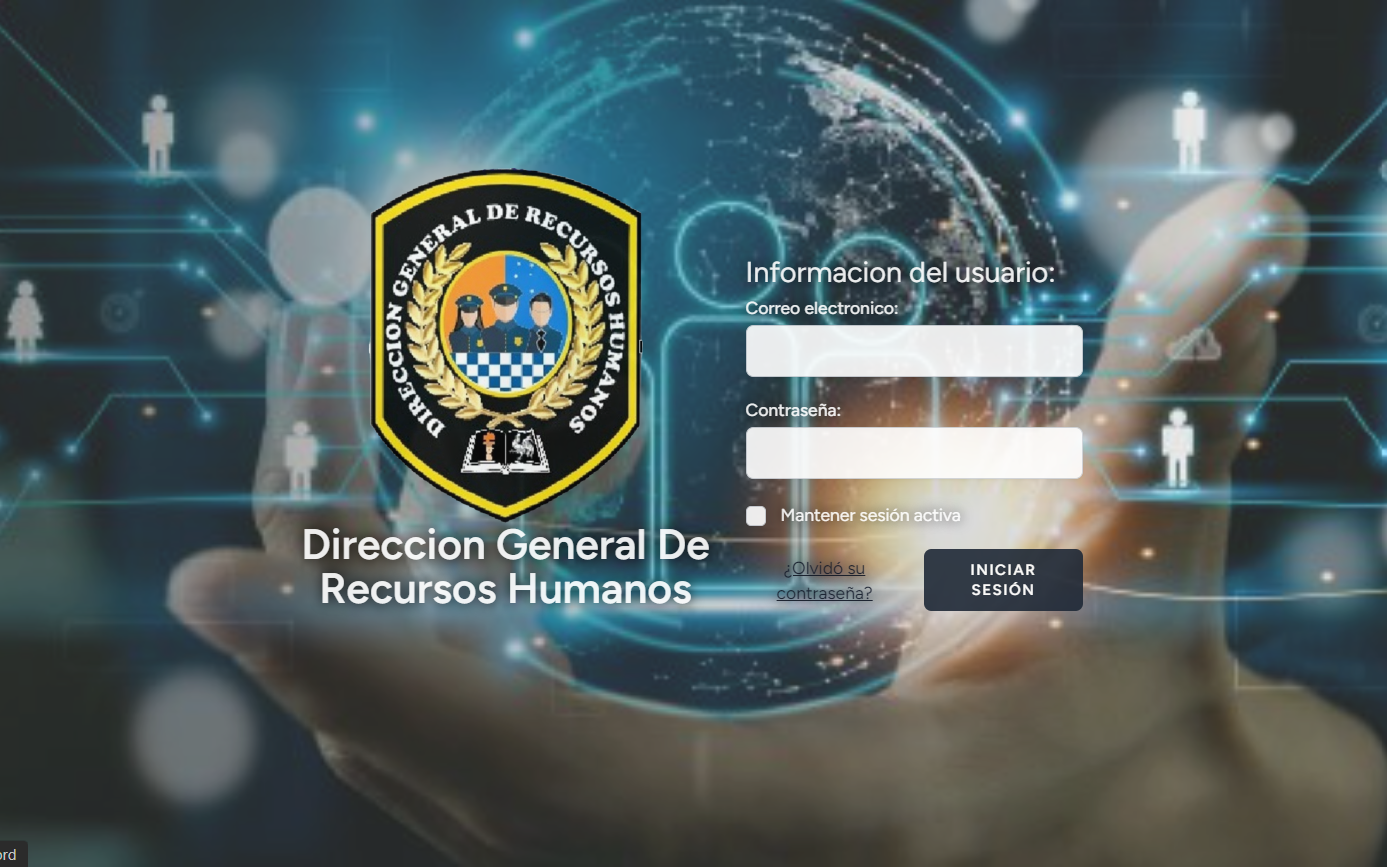 DIRECCION GENERAL DE RECURSOS HUMANOS
Direccion General De
Recursos Humanos
Informacion del usuario:
Correo electronico:
Contraseña:
Mantener sesión activa
¿Olvidó su
contraseña?
INICIAR
SESIÓN
ord